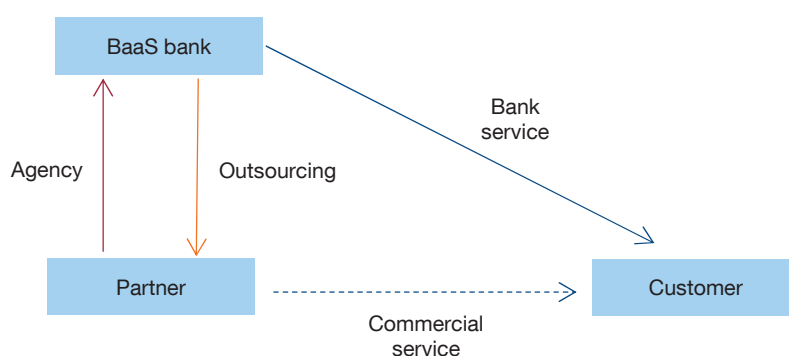 BaaS bank
Bank
service
Agency
Outsourcing
Partner
Customer
Commercial
service